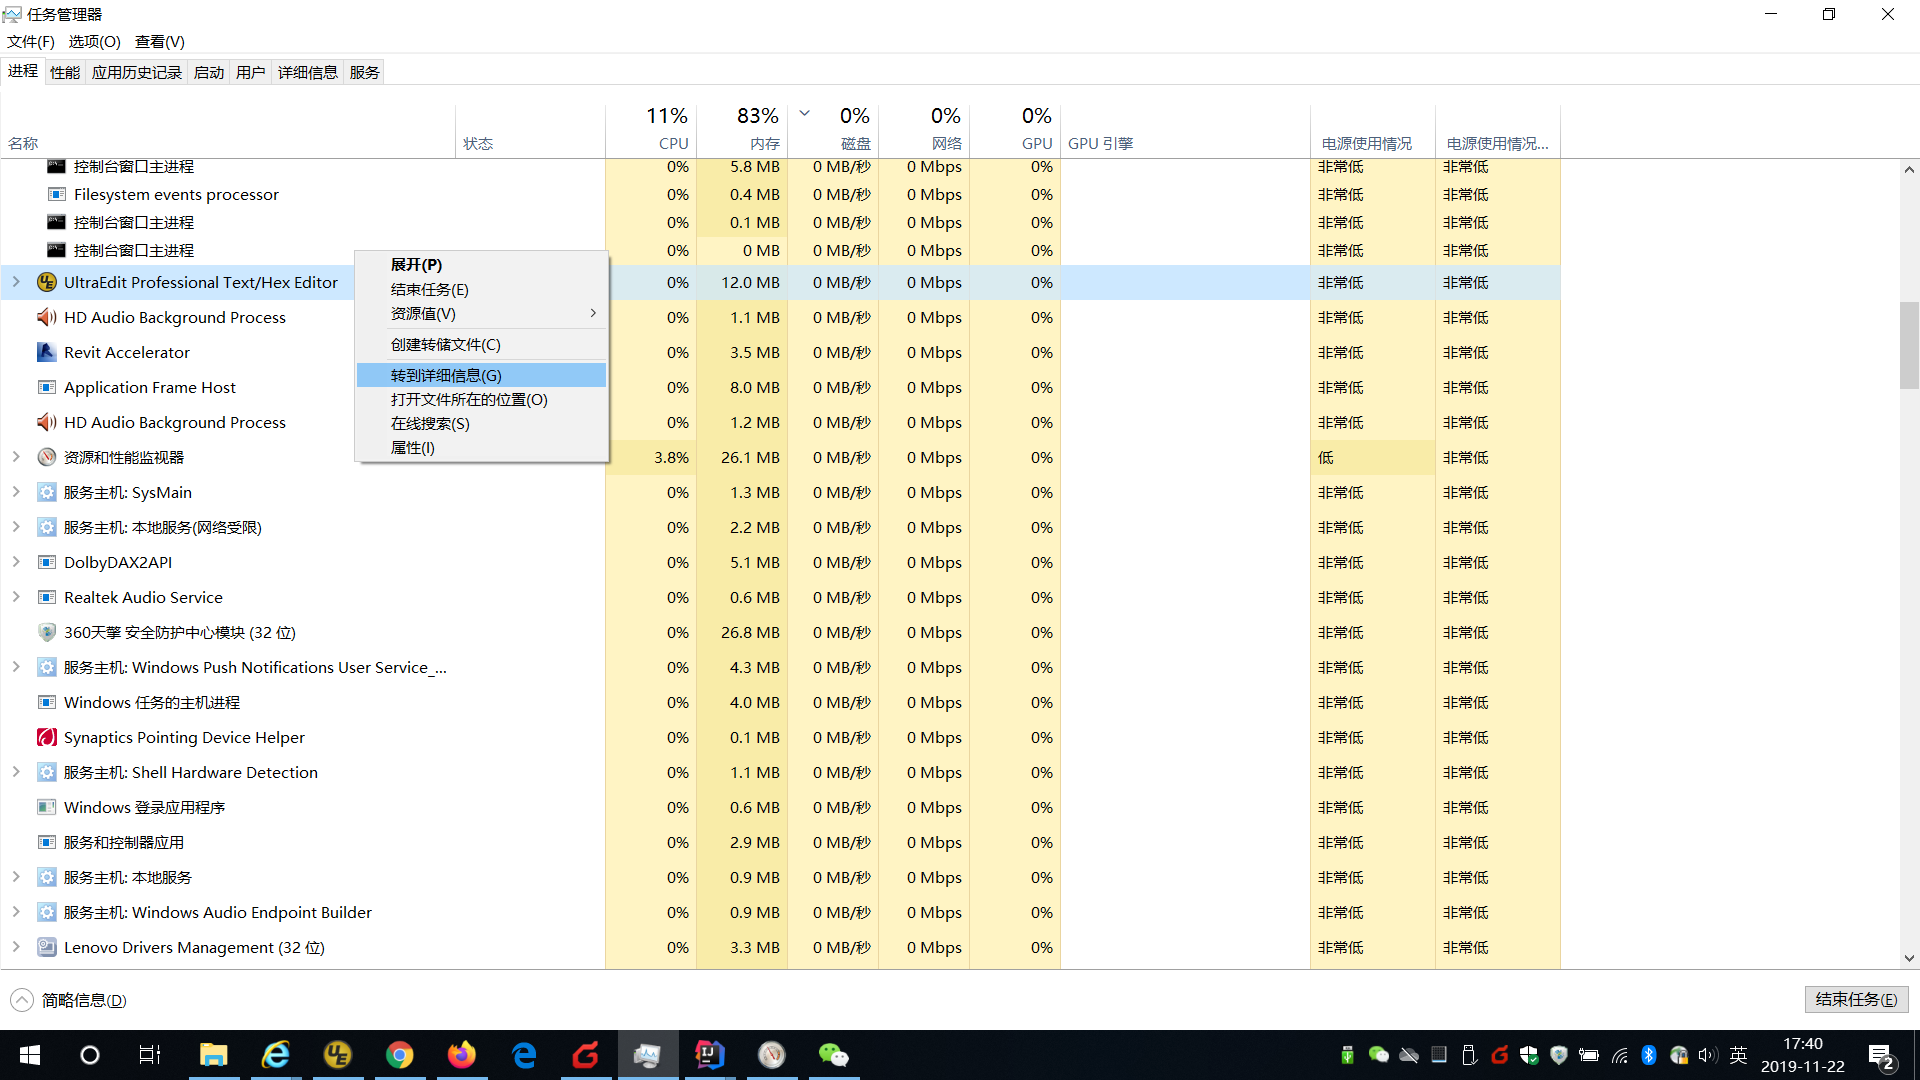 任务管理器
文件(F) 选项(O) 查看(V)
进程 性能 应用历史记录 启动 用户 详细信息 服务
11% 83% 0% 0% 0%
名称 状态 CPU 内存 磁盘 网络 GPU GPU 引擎 电源使用情况 电源使用情况...
控制台窗口主进程 0% 5.8 MB 0 MB/秒 0 Mbps 0% 非常低 非常低
Filesystem events processor 0% 0.4 MB 0 MB/秒 0 Mbps 0% 非常低 非常低
控制台窗口主进程 0% 0.1 MB 0 MB/秒 0 Mbps 0% 非常低 非常低
控制台窗口主进程 0% 0 MB 0 MB/秒 0 Mbps 0% 非常低 非常低
UltraEdit Professional Text/Hex Editor 0% 12.0 MB 0 MB/秒 0 Mbps 0% 非常低 非常低
HD Audio Background Process 0% 1.1 MB 0 MB/秒 0 Mbps 0% 非常低 非常低
Revit Accelerator 0% 3.5 MB 0 MB/秒 0 Mbps 0% 非常低 非常低
Application Frame Host 0% 8.0 MB 0 MB/秒 0 Mbps 0% 非常低 非常低
HD Audio Background Process 0% 1.2 MB 0 MB/秒 0 Mbps 0% 非常低 非常低
资源和性能监视器 3.8% 26.1 MB 0 MB/秒 0 Mbps 0% 低 非常低
服务主机: SysMain 0% 1.3 MB 0 MB/秒 0 Mbps 0% 非常低 非常低
服务主机: 本地服务(网络受限) 0% 2.2 MB 0 MB/秒 0 Mbps 0% 非常低 非常低
DolbyDAX2API 0% 5.1 MB 0 MB/秒 0 Mbps 0% 非常低 非常低
Realtek Audio Service 0% 0.6 MB 0 MB/秒 0 Mbps 0% 非常低 非常低
360天擎 安全防护中心模块 (32 位) 0% 26.8 MB 0 MB/秒 0 Mbps 0% 非常低 非常低
服务主机: Windows Push Notifications User Service_... 0% 4.3 MB 0 MB/秒 0 Mbps 0% 非常低 非常低
Windows 任务的主机进程 0% 4.0 MB 0 MB/秒 0 Mbps 0% 非常低 非常低
Synaptics Pointing Device Helper 0% 0.1 MB 0 MB/秒 0 Mbps 0% 非常低 非常低
服务主机: Shell Hardware Detection 0% 1.1 MB 0 MB/秒 0 Mbps 0% 非常低 非常低
Windows 登录应用程序 0% 0.6 MB 0 MB/秒 0 Mbps 0% 非常低 非常低
服务和控制器应用 0% 2.9 MB 0 MB/秒 0 Mbps 0% 非常低 非常低
服务主机: 本地服务 0% 0.9 MB 0 MB/秒 0 Mbps 0% 非常低 非常低
服务主机: Windows Audio Endpoint Builder 0% 0.9 MB 0 MB/秒 0 Mbps 0% 非常低 非常低
Lenovo Drivers Management (32 位) 0% 3.3 MB 0 MB/秒 0 Mbps 0% 非常低 非常低
展开(P)
结束任务(E)
资源值(V)
创建转储文件(C)
转到详细信息(G)
打开文件所在的位置(O)
在线搜索(S)
属性(I)
简略信息(D) 结束任务(E)
英 17:40
2019-11-22 2